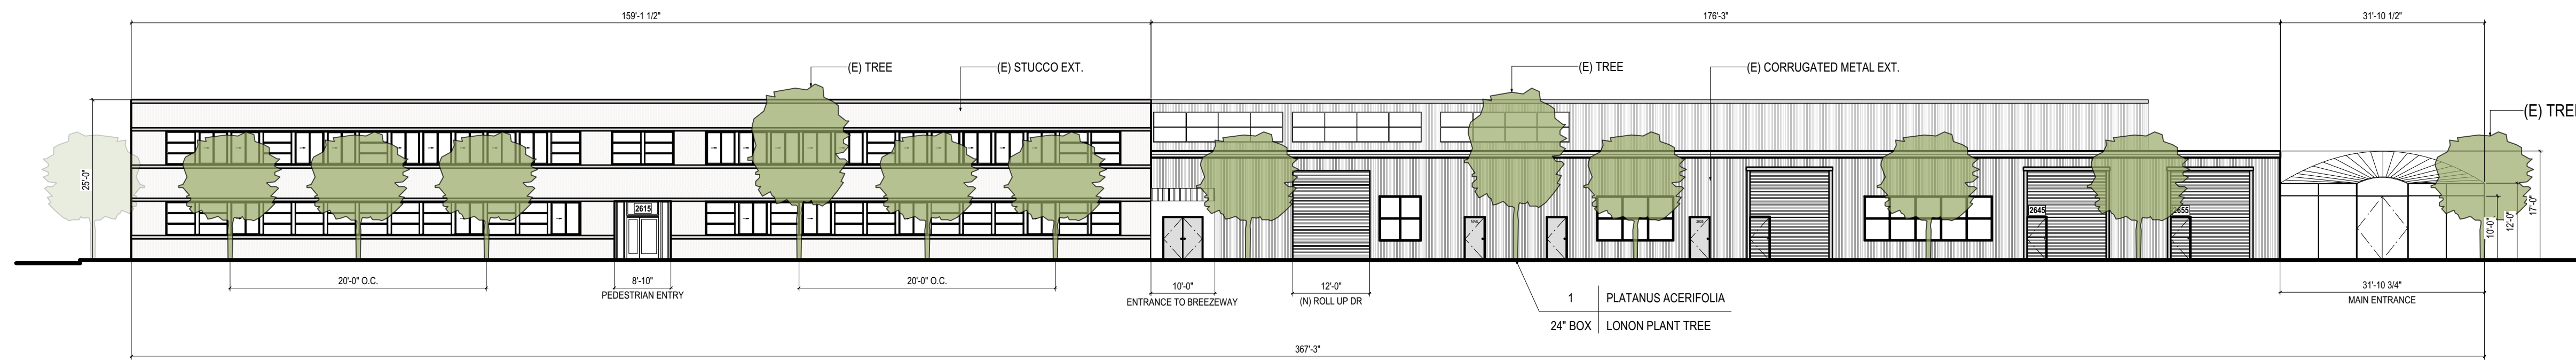 159'-1 1/2"
176'-3"
31'-10 1/2"
(E) TREE
(E) STUCCO EXT.
(E) TREE
(E) CORRUGATED METAL EXT.
(E) TREE
25'-0"
2615
2645
2655
10'-0"
12'-0"
17'-0"
20'-0" O.C.
8'-10"
PEDESTRIAN ENTRY
20'-0" O.C.
10'-0"
ENTRANCE TO BREEZEWAY
12'-0"
(N) ROLL UP DR
1 PLATANUS ACERIFOLIA
24" BOX LONON PLANT TREE
31'-10 3/4"
MAIN ENTRANCE
367'-3"